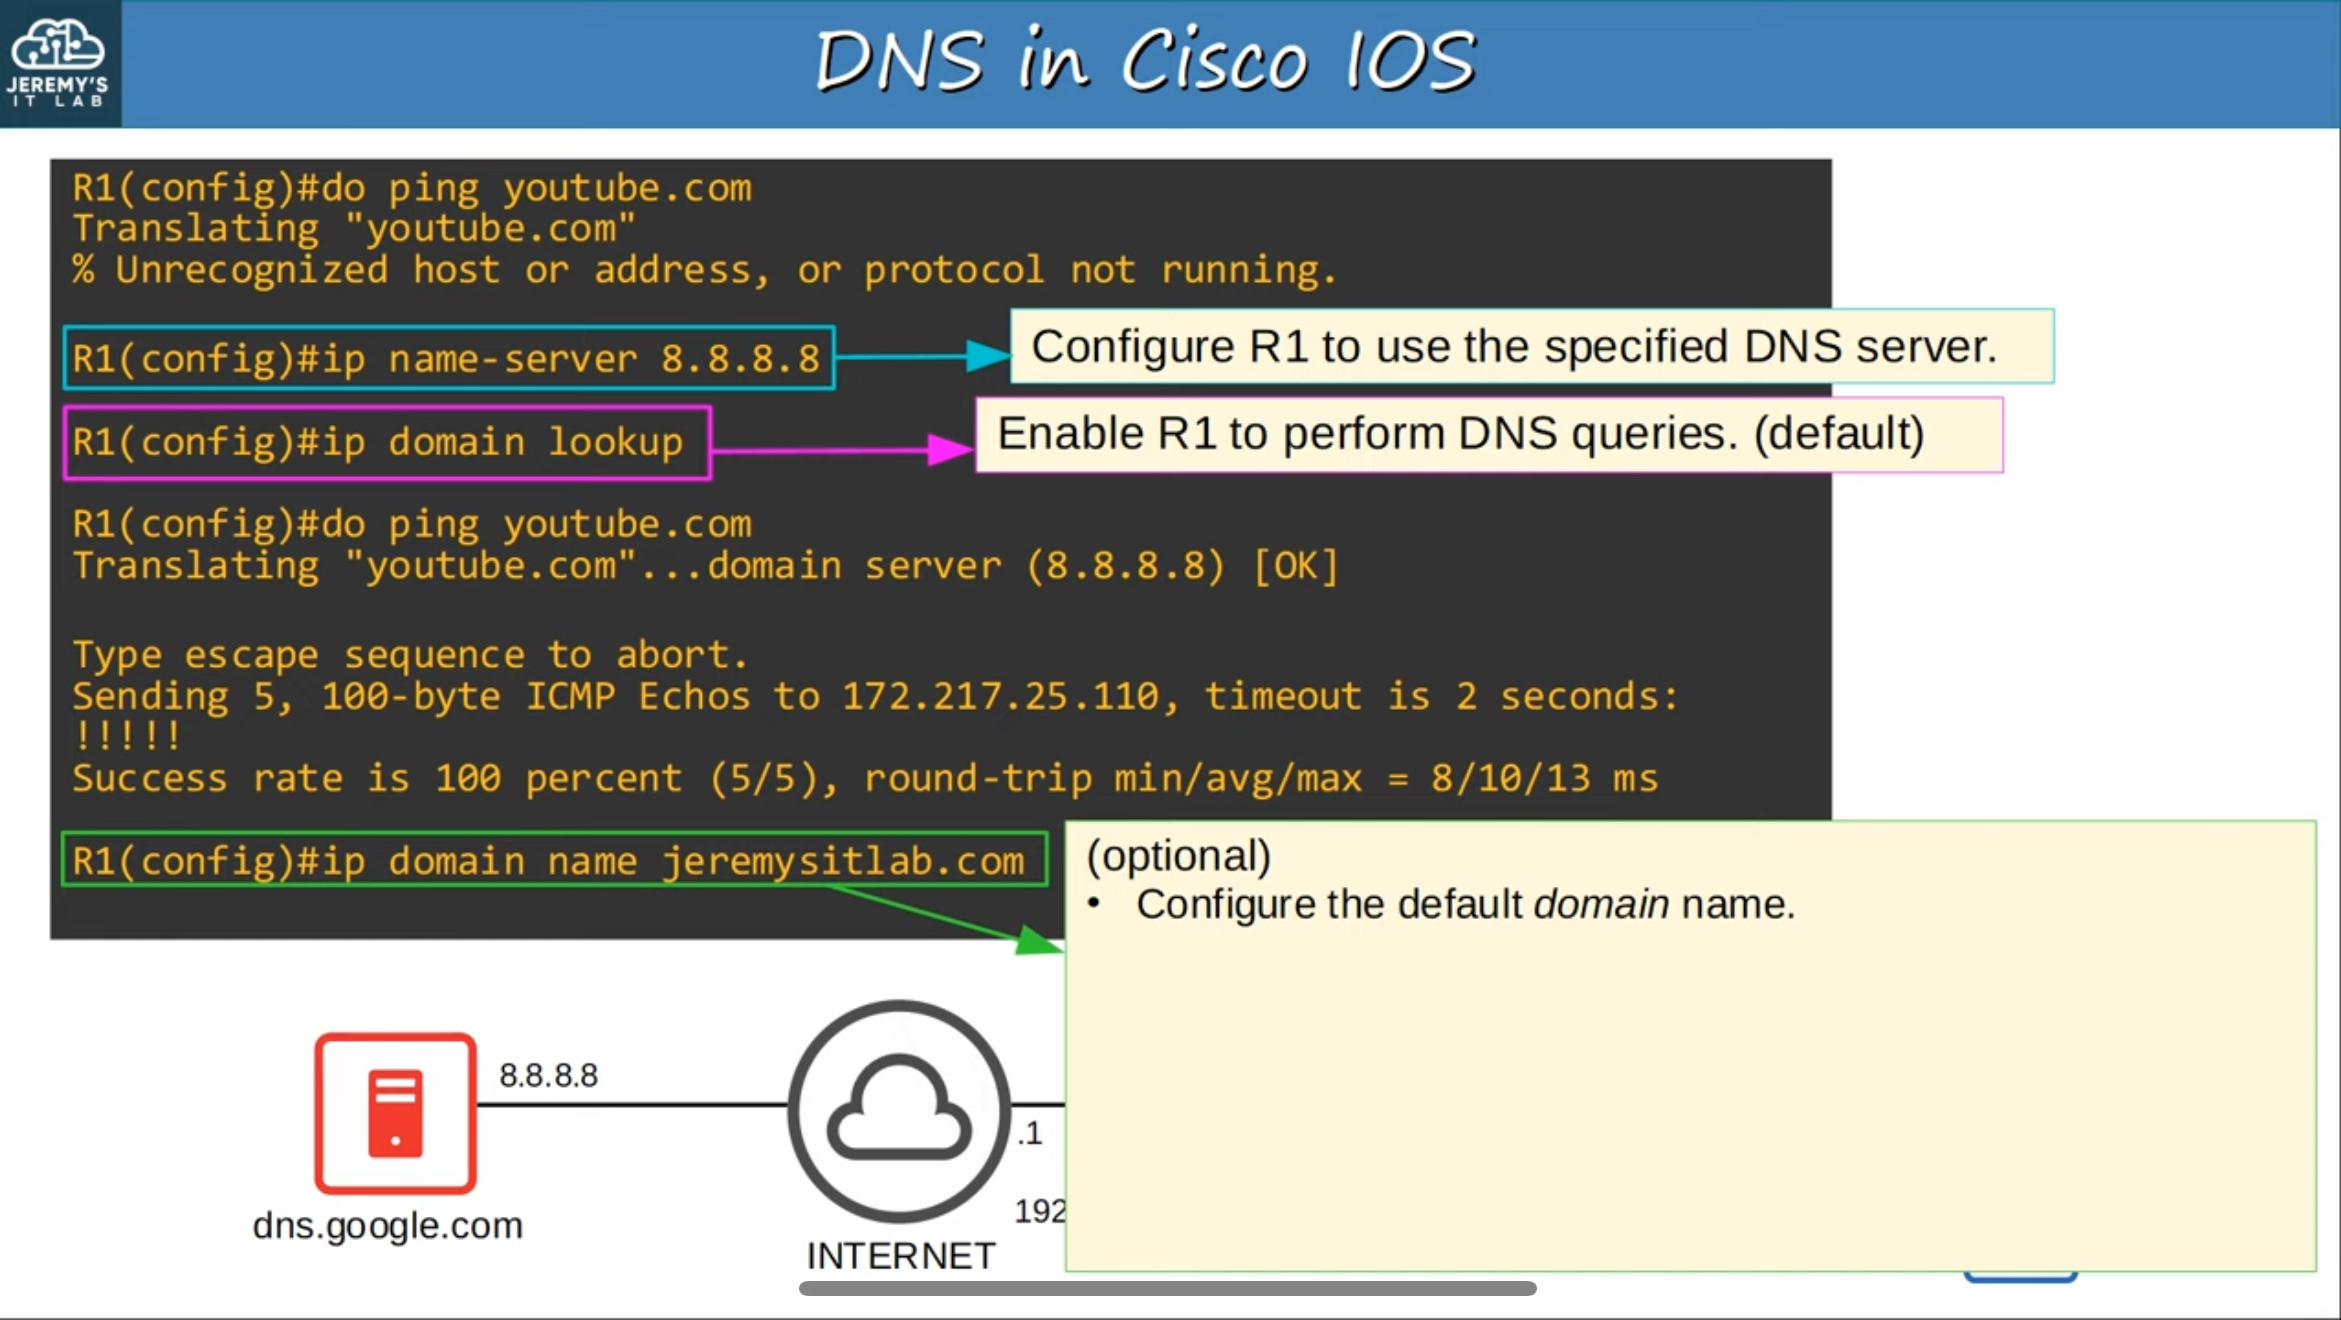 JEREMY'S
IT LAB
DNS in Cisco IOS
R1(config)#do ping youtube.com
Translating "youtube.com"
% Unrecognized host or address, or protocol not running.
R1(config)#ip name-server 8.8.8.8
Configure R1 to use the specified DNS server.
R1(config)#ip domain lookup
Enable R1 to perform DNS queries. (default)
R1(config)#do ping youtube.com
Translating "youtube.com"...domain server (8.8.8.8) [OK]
Type escape sequence to abort.
Sending 5, 100-byte ICMP Echos to 172.217.25.110, timeout is 2 seconds:
!!!!!
Success rate is 100 percent (5/5), round-trip min/avg/max = 8/10/13 ms
R1(config)#ip domain name jeremysitlab.com
(optional)
• Configure the default domain name.
8.8.8.8
.1
192
dns.google.com
INTERNET